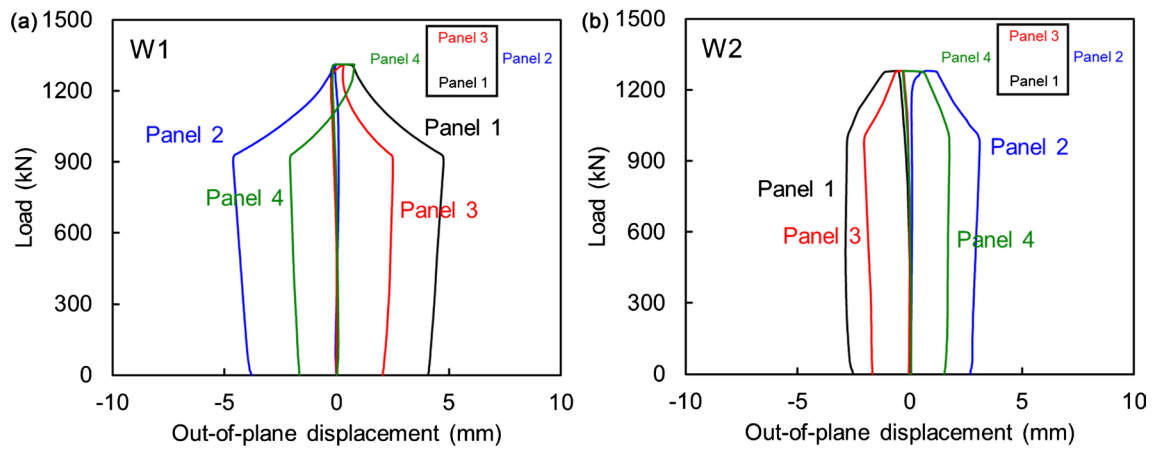 (a)
1500
1200
900
600
300
0
Load (kN)
W1
Panel 3
Panel 4
Panel 2
Panel 1
Panel 2
Panel 1
Panel 4
Panel 3
-10
-5
0
5
10
Out-of-plane displacement (mm)
(b)
1500
1200
900
600
300
0
Load (kN)
W2
Panel 3
Panel 4
Panel 2
Panel 1
Panel 2
Panel 1
Panel 3
Panel 4
-10
-5
0
5
10
Out-of-plane displacement (mm)